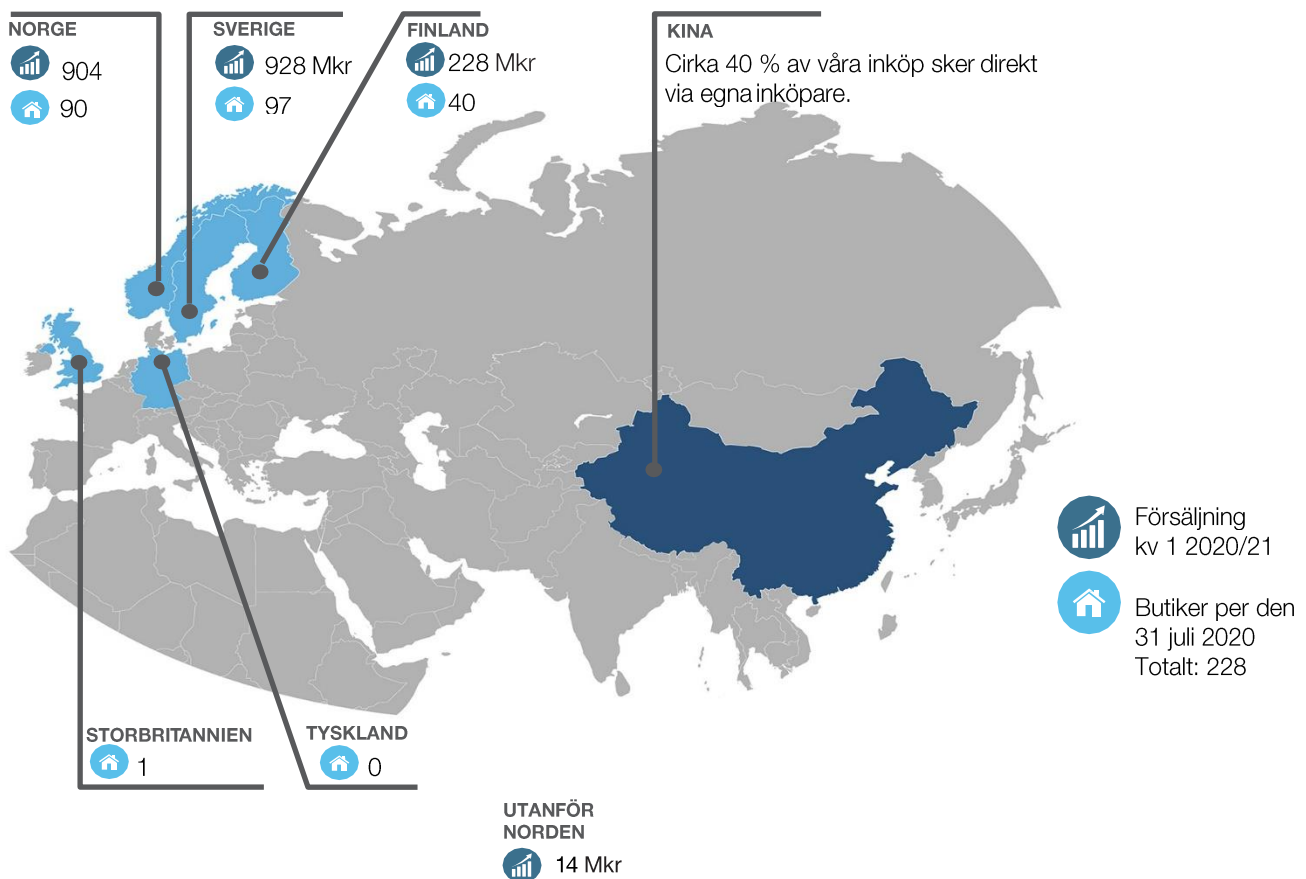 NORGE
904
90
SVERIGE
928 Mkr
97
FINLAND
228 Mkr
40
KINA
Cirka 40 % av våra inköp sker direkt
via egna inköpare.
Försäljning
kv 1 2020/21
Butiker per den
31 juli 2020
Totalt: 228
STORBRITANNIEN
1
TYSKLAND
0
UTANFÖR
NORDEN
14 Mkr